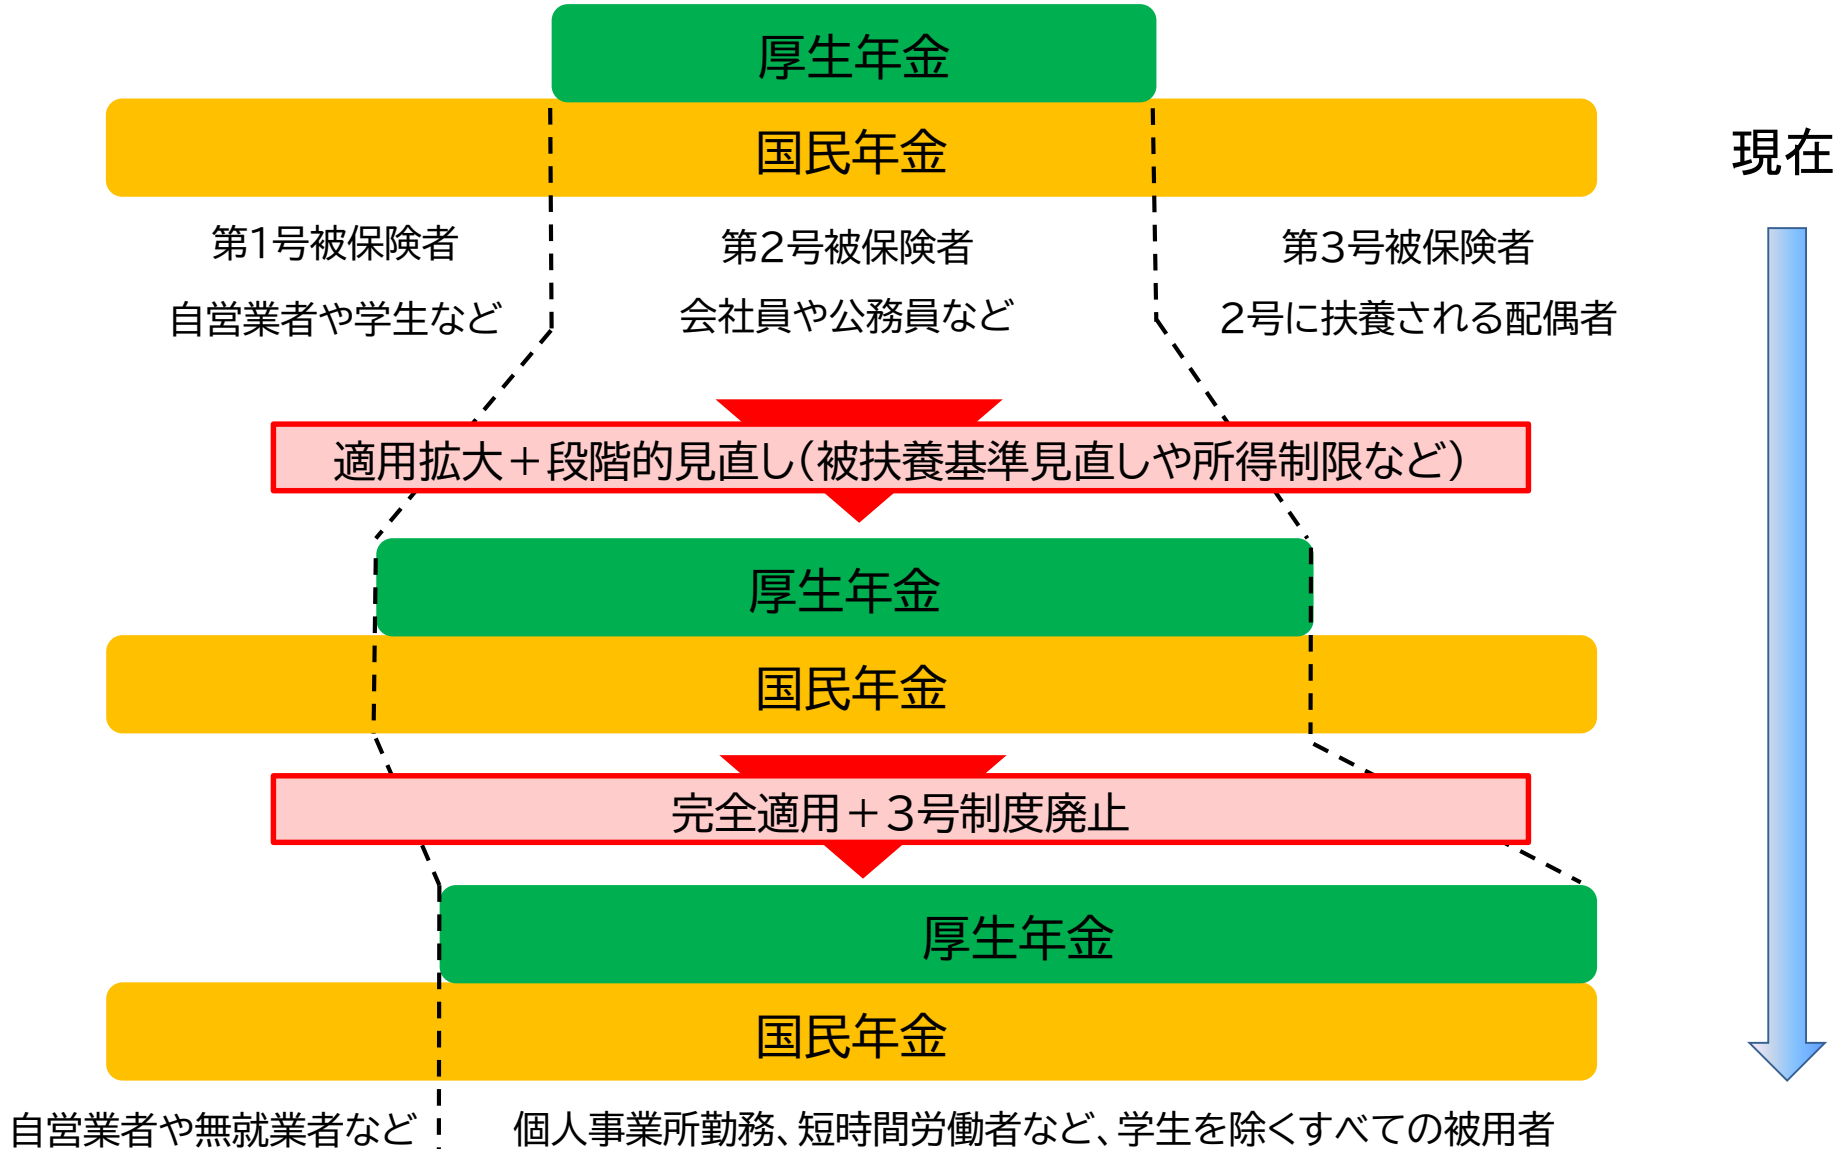 厚生年金
国民年金
現在
第1号被保険者
第2号被保険者
第3号被保険者
自営業者や学生など
会社員や公務員など
2号に扶養される配偶者
適用拡大＋段階的見直し（被扶養基準見直しや所得制限など）
厚生年金
国民年金
完全適用＋3号制度廃止
厚生年金
国民年金
自営業者や無就業者など
個人事業所勤務、短時間労働者など、学生を除くすべての被用者